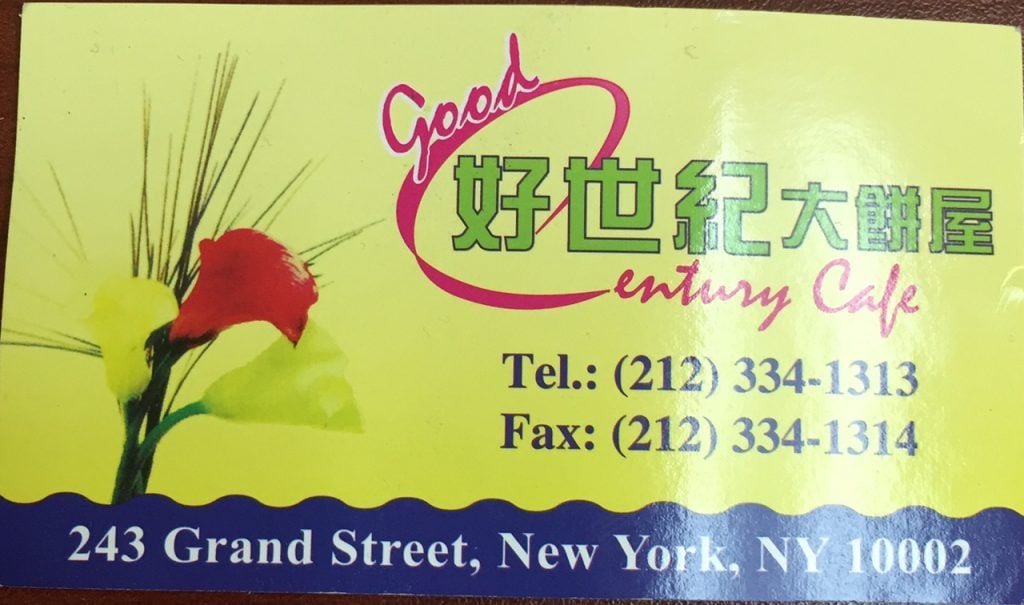 Good
好世紀大餅屋
Century Cafe
Tel.: (212) 334-1313
Fax: (212) 334-1314
243 Grand Street, New York, NY 10002